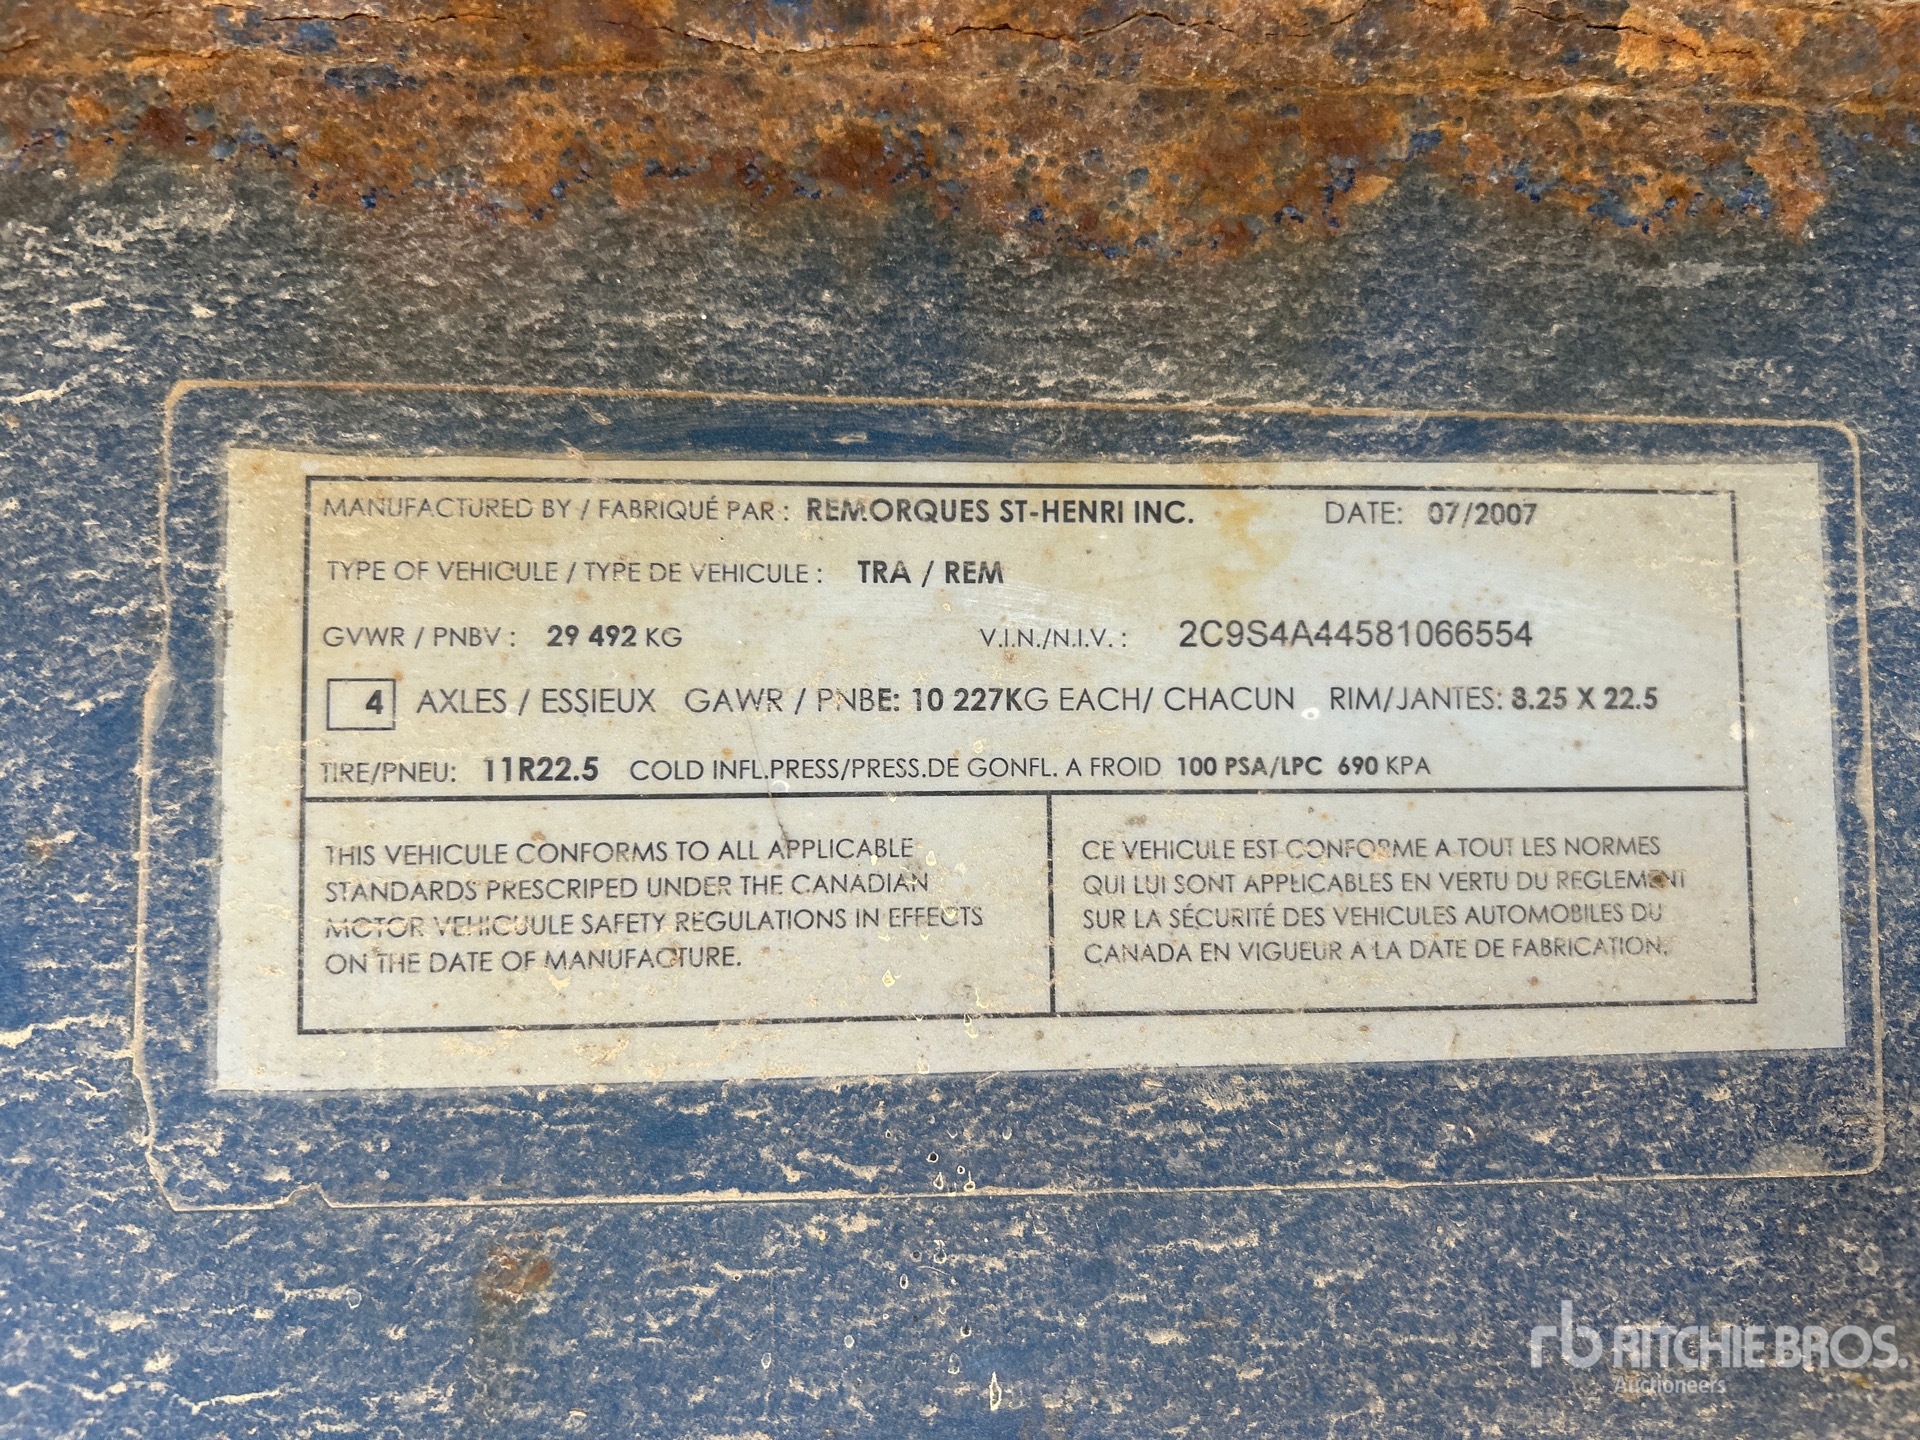 MANUFACTURED BY / FABRIQUÉ PAR : REMORQUES ST-HENRI INC. DATE: 07/2007
TYPE OF VEHICULE / TYPE DE VEHICULE : TRA / REM
GVWR / PNBV : 29 492 KG V.I.N./N.I.V. : 2C9S4A44581066554
4 AXLES / ESSIEUX GAWR / PNBE: 10 227KG EACH/ CHACUN RIM/JANTES: 8.25 X 22.5
TIRE/PNEU: 11R22.5 COLD INFL.PRESS/PRESS.DE GONFL. A FROID 100 PSA/LPC 690 KPA
THIS VEHICULE CONFORMS TO ALL APPLICABLE
STANDARDS PRESCRIPED UNDER THE CANADIAN
MOTOR VEHICUULE SAFETY REGULATIONS IN EFFECTS
ON THE DATE OF MANUFACTURE.
CE VEHICULE EST CONFORME A TOUT LES NORMES
QUI LUI SONT APPLICABLES EN VERTU DU REGLEMENT
SUR LA SÉCURITÉ DES VEHICULES AUTOMOBILES DU
CANADA EN VIGUEUR A LA DATE DE FABRICATION.
rb RITCHIE BROS.
Auctioneers